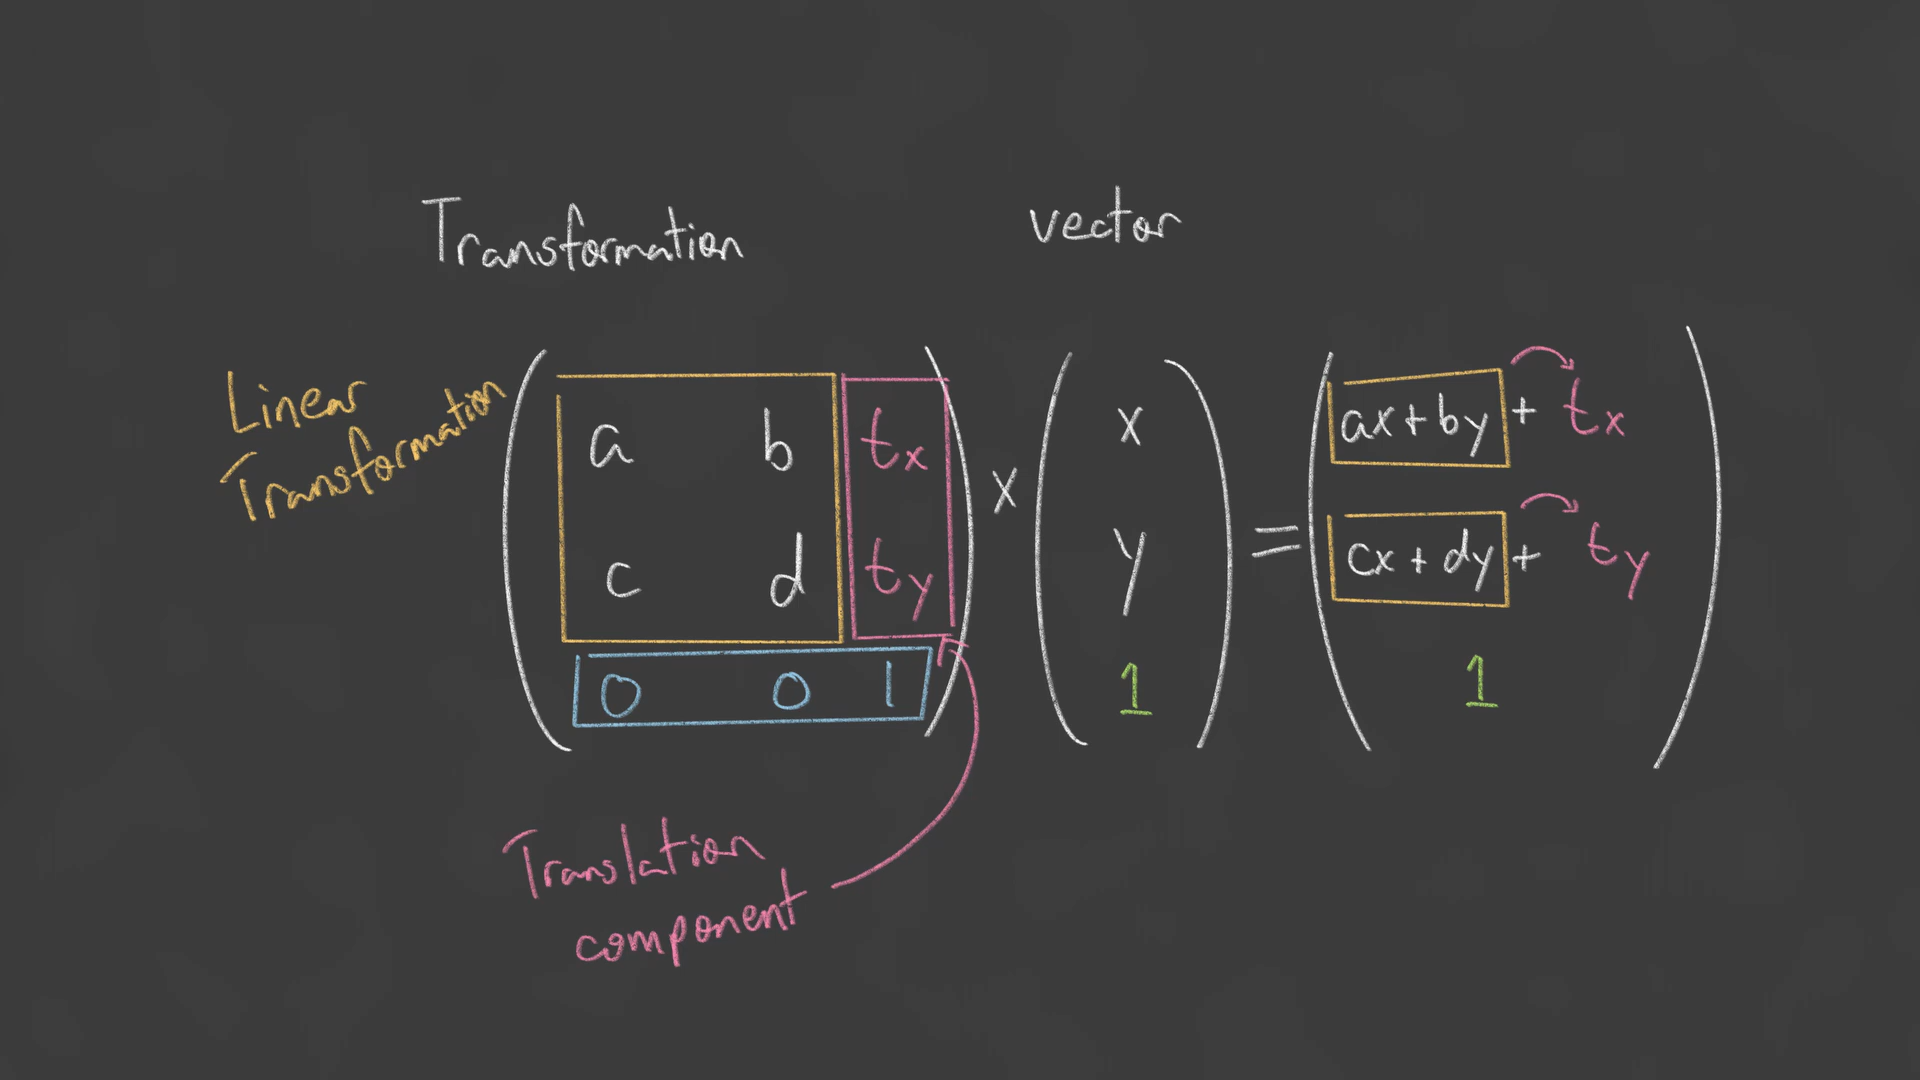 Transformation
vector
Linear
Transformation
a b tx
c d ty
0 0 1
x
x
y
1
=
ax+by + tx
cx + dy + ty
1
Translation
component